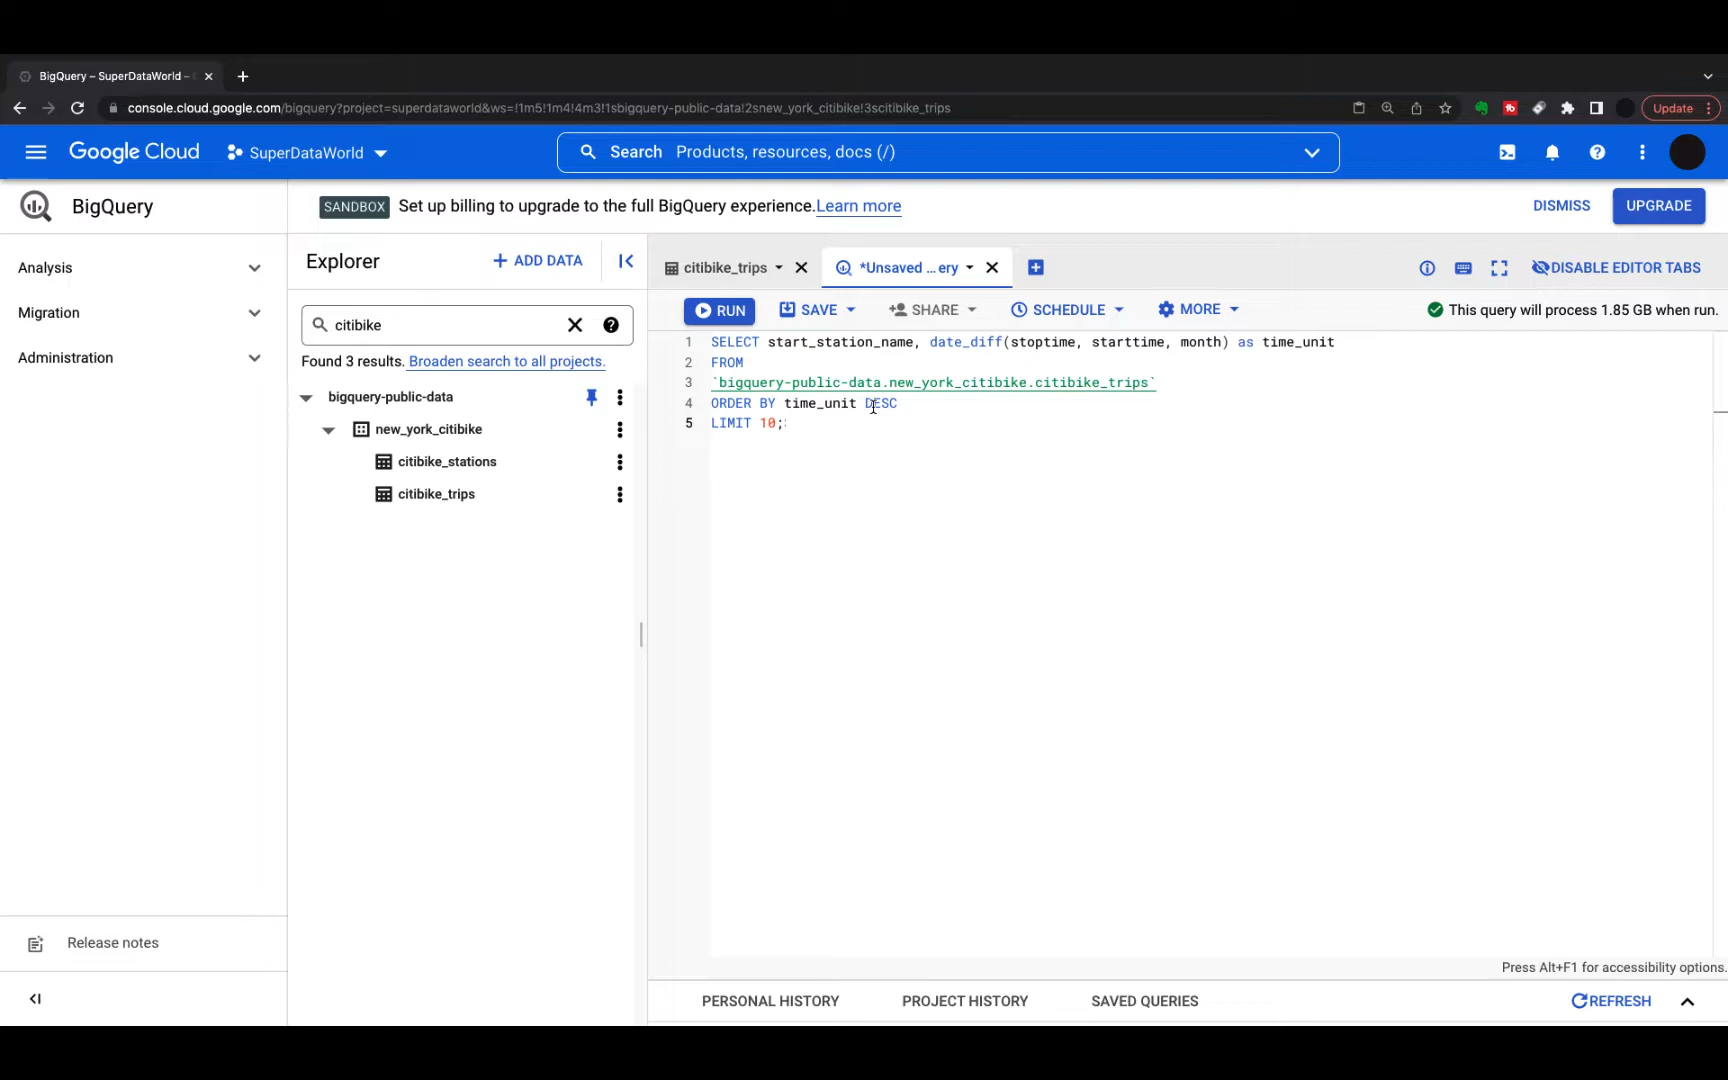 BigQuery – SuperDataWorld –
console.cloud.google.com/bigquery?project=superdataworld&ws=!1m5!1m4!4m3!1sbigquery-public-data!2snew_york_citibike!3scitibike_trips
Update
Google Cloud
SuperDataWorld
Search Products, resources, docs (/)
BigQuery
SANDBOX Set up billing to upgrade to the full BigQuery experience. Learn more
DISMISS
UPGRADE
Analysis
Migration
Administration
Release notes
Explorer
+ ADD DATA
citibike
Found 3 results. Broaden search to all projects.
bigquery-public-data
new_york_citibike
citibike_stations
citibike_trips
citibike_trips
*Unsaved ...ery
DISABLE EDITOR TABS
RUN
SAVE
SHARE
SCHEDULE
MORE
This query will process 1.85 GB when run.
1 SELECT start_station_name, date_diff(stoptime, starttime, month) as time_unit
2 FROM
3 `bigquery-public-data.new_york_citibike.citibike_trips`
4 ORDER BY time_unit DESC
5 LIMIT 10;
Press Alt+F1 for accessibility options.
PERSONAL HISTORY
PROJECT HISTORY
SAVED QUERIES
REFRESH